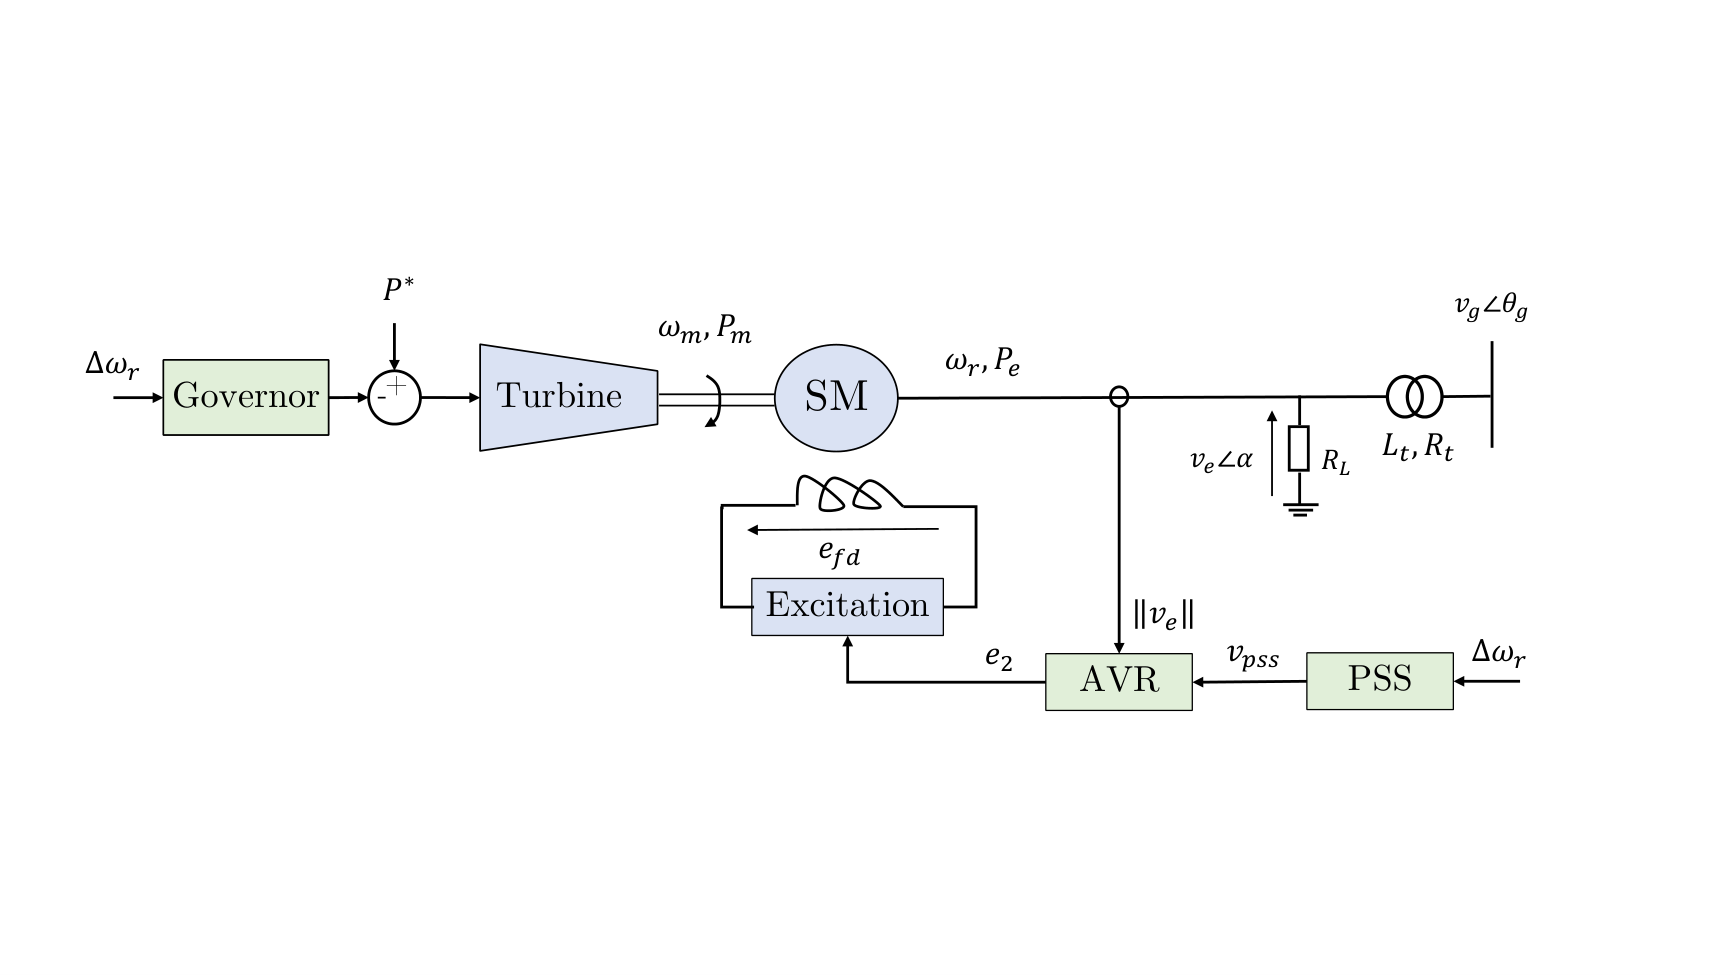 P*
v_g∠θ_g
ω_m, P_m
Δω_r
ω_r, P_e
Governor
- +
Turbine
SM
L_t, R_t
v_e∠α
R_L
e_fd
Excitation
‖v_e‖
e_2
v_pss
Δω_r
AVR
PSS